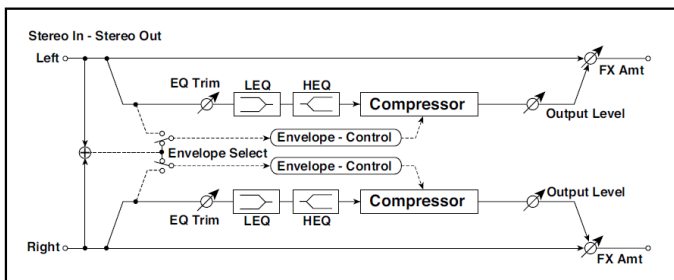 Stereo In - Stereo Out
Left
FX Amt
EQ Trim
LEQ
HEQ
Compressor
Output Level
Envelope - Control
Envelope Select
Envelope - Control
EQ Trim
LEQ
HEQ
Compressor
Output Level
Right
FX Amt